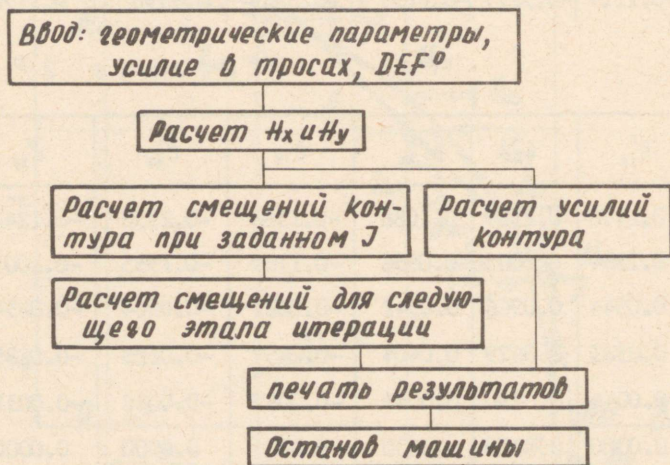 Ввод: геометрические параметры,
усилие в тросах, DEF°
Расчет Hx и Hy
Расчет смещений кон-
тура при заданном J
Расчет усилий
контура
Расчет смещений для следую-
щего этапа итерации
печать результатов
Останов машины